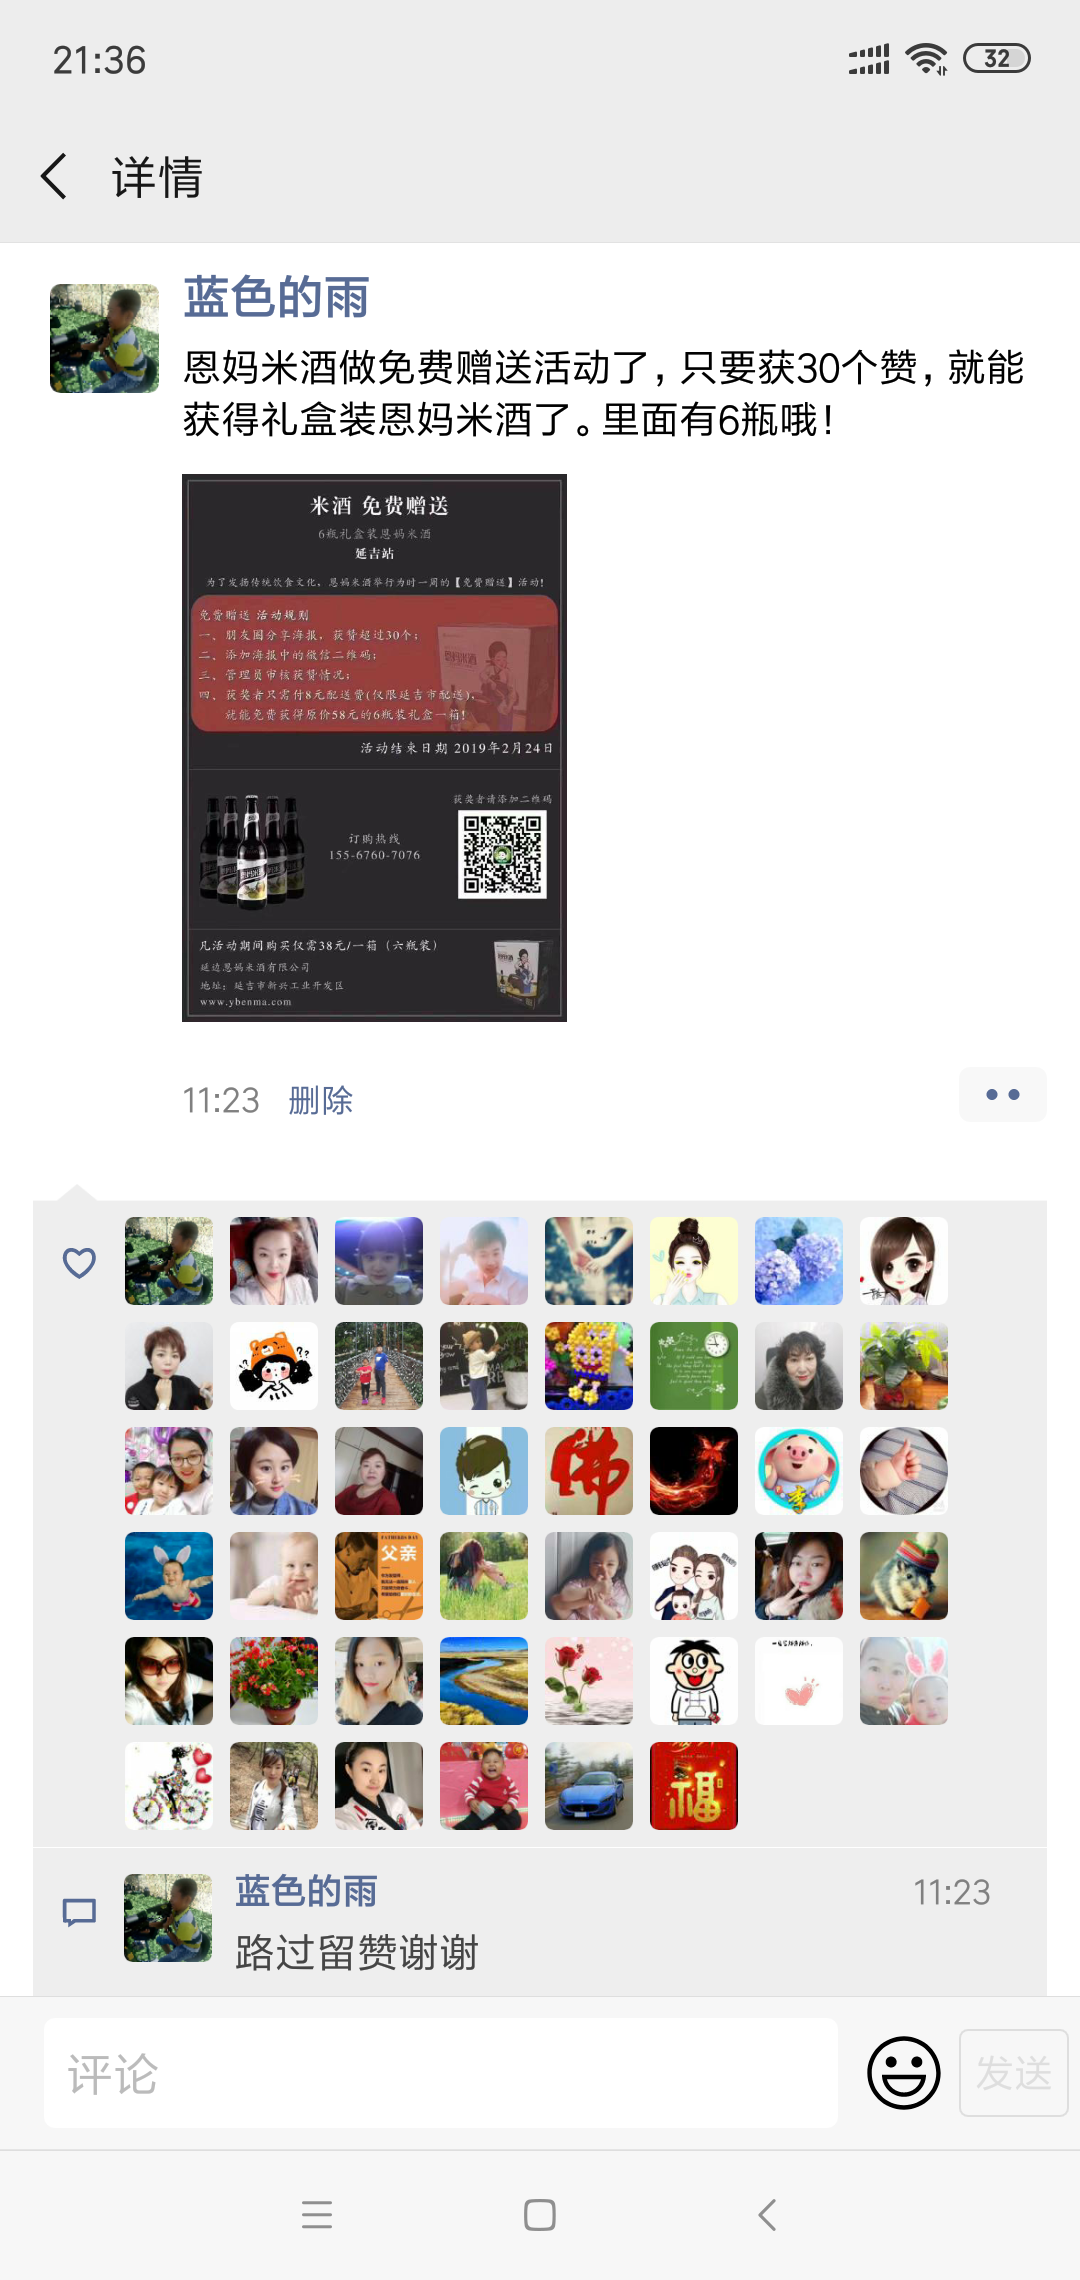 21:36
32
详情
蓝色的雨
恩妈米酒做免费赠送活动了，只要获30个赞，就能
获得礼盒装恩妈米酒了。里面有6瓶哦！
米酒 免费赠送
6瓶礼盒装恩妈米酒
延吉站
为了发扬传统饮食文化，恩妈米酒举行为时一周的【免费赠送】活动!
免费赠送 活动规则
一、朋友圈分享海报，获赞超过30个；
二、添加海报中的微信二维码；
三、管理员审核获赞情况；
四、获奖者只需付8元配送费(仅限延吉市配送)，
就能免费获得原价58元的6瓶装礼盒一箱!
活动结束日期 2019年2月24日
获奖者请添加二维码
订购热线
155-6760-7076
凡活动期间购买仅需38元/一箱（六瓶装）
延边恩妈米酒有限公司
地址：延吉市新兴工业开发区
www.ybenma.com
11:23 删除
佛
李
父亲
福
蓝色的雨
11:23
路过留赞谢谢
评论
发送